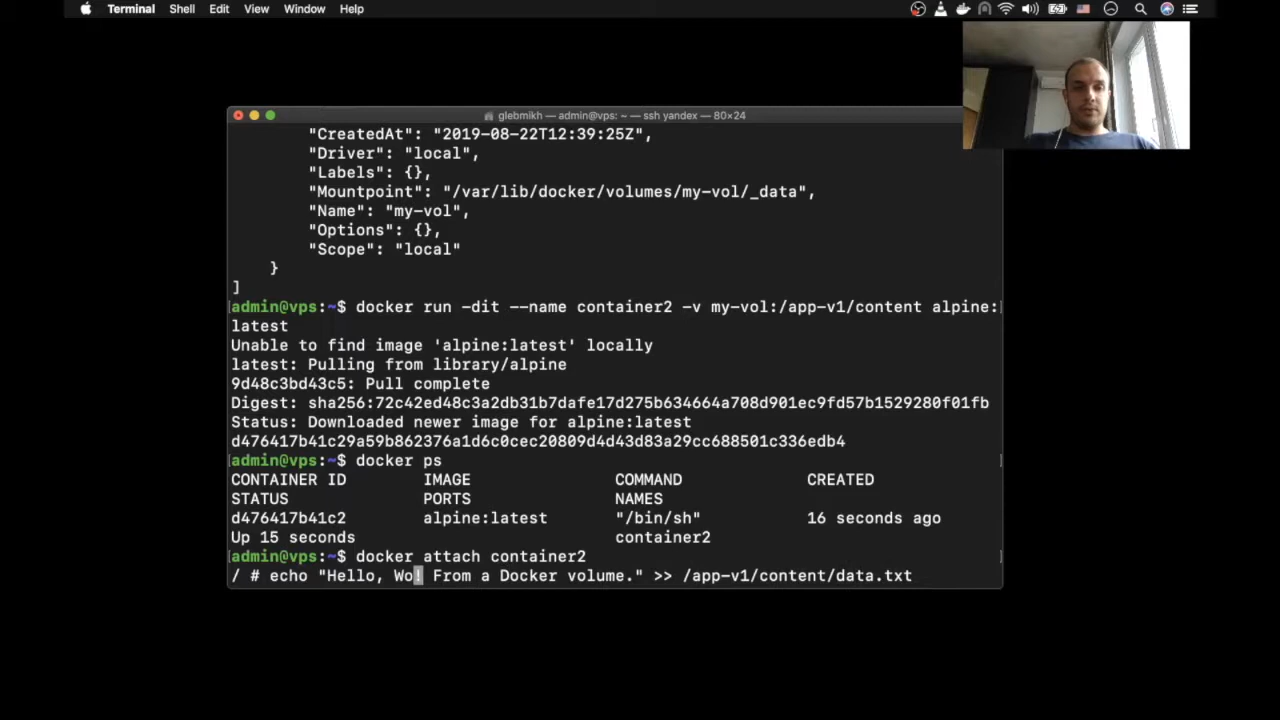 Terminal Shell Edit View Window Help
glebmikh — admin@vps: ~ — ssh yandex — 80×24
"CreatedAt": "2019-08-22T12:39:25Z",
"Driver": "local",
"Labels": {},
"Mountpoint": "/var/lib/docker/volumes/my-vol/_data",
"Name": "my-vol",
"Options": {},
"Scope": "local"
}
]
[admin@vps:~$ docker run -dit --name container2 -v my-vol:/app-v1/content alpine:]
latest
Unable to find image 'alpine:latest' locally
latest: Pulling from library/alpine
9d48c3bd43c5: Pull complete
Digest: sha256:72c42ed48c3a2db31b7dafe17d275b634664a708d901ec9fd57b1529280f01fb
Status: Downloaded newer image for alpine:latest
d476417b41c29a59b862376a1d6c0cec20809d4d43d83a29cc688501c336edb4
[admin@vps:~$ docker ps ]
CONTAINER ID IMAGE COMMAND CREATED
STATUS PORTS NAMES
d476417b41c2 alpine:latest "/bin/sh" 16 seconds ago
Up 15 seconds container2
[admin@vps:~$ docker attach container2 ]
/ # echo "Hello, Wo! From a Docker volume." >> /app-v1/content/data.txt